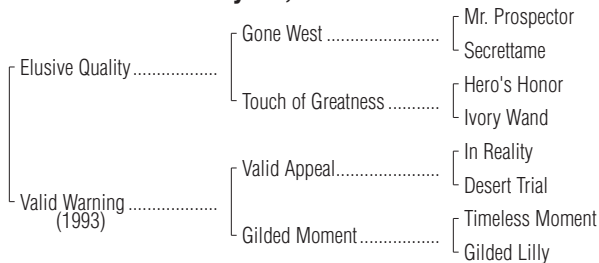 Mr. Prospector
Gone West ....................
Secrettame
Elusive Quality ...............
Hero's Honor
Touch of Greatness .........
Ivory Wand
In Reality
Valid Appeal..................
Desert Trial
Valid Warning ................
(1993)
Timeless Moment
Gilded Moment..............
Gilded Lilly